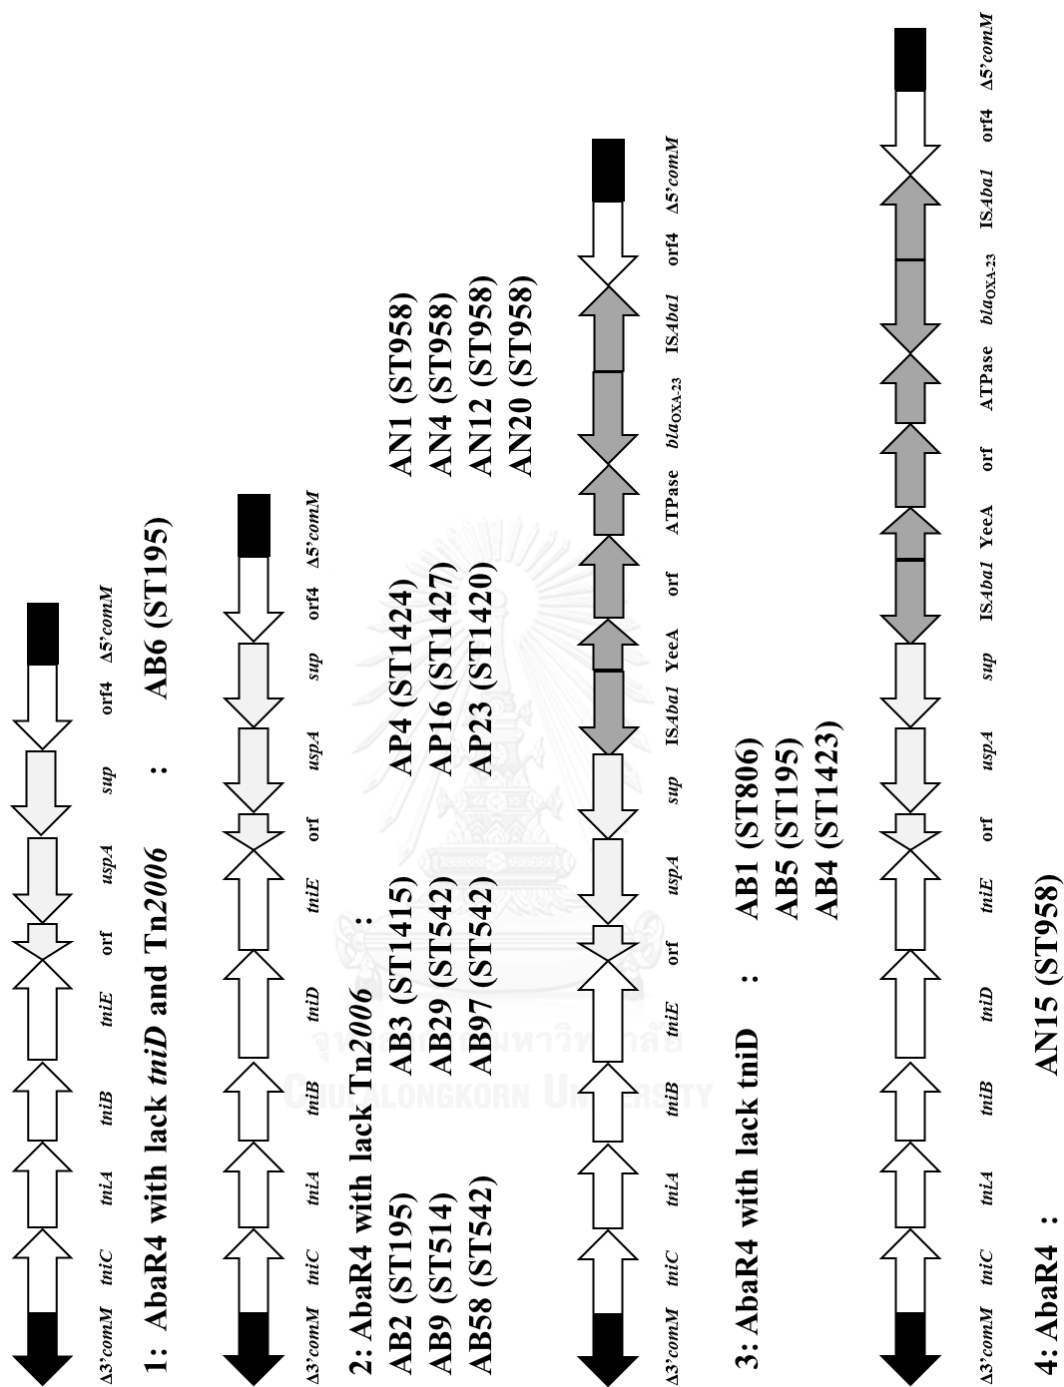 Δ3'comM tniC tniA tniB tniE orf uspA sup orf4 Δ5'comM
1: AbaR4 with lack tniD and Tn2006 : AB6 (ST195)
Δ3'comM tniC tniA tniB tniD tniE orf uspA sup orf4 Δ5'comM
2: AbaR4 with lack Tn2006 :
AB2 (ST195) AB3 (ST1415) AP4 (ST1424) AN1 (ST958)
AB9 (ST514) AB29 (ST542) AP16 (ST1427) AN4 (ST958)
AB58 (ST542) AB97 (ST542) AP23 (ST1420) AN12 (ST958)
AN20 (ST958)
Δ3'comM tniC tniA tniB tniE orf uspA sup ISAba1 YeeA orf ATPase blaOXA-23 ISAba1 orf4 Δ5'comM
3: AbaR4 with lack tniD : AB1 (ST806)
AB5 (ST195)
AB4 (ST1423)
Δ3'comM tniC tniA tniB tniD tniE orf uspA sup ISAba1 YeeA orf ATPase blaOXA-23 ISAba1 orf4 Δ5'comM
4: AbaR4 : AN15 (ST958)
CHULALONGKORN